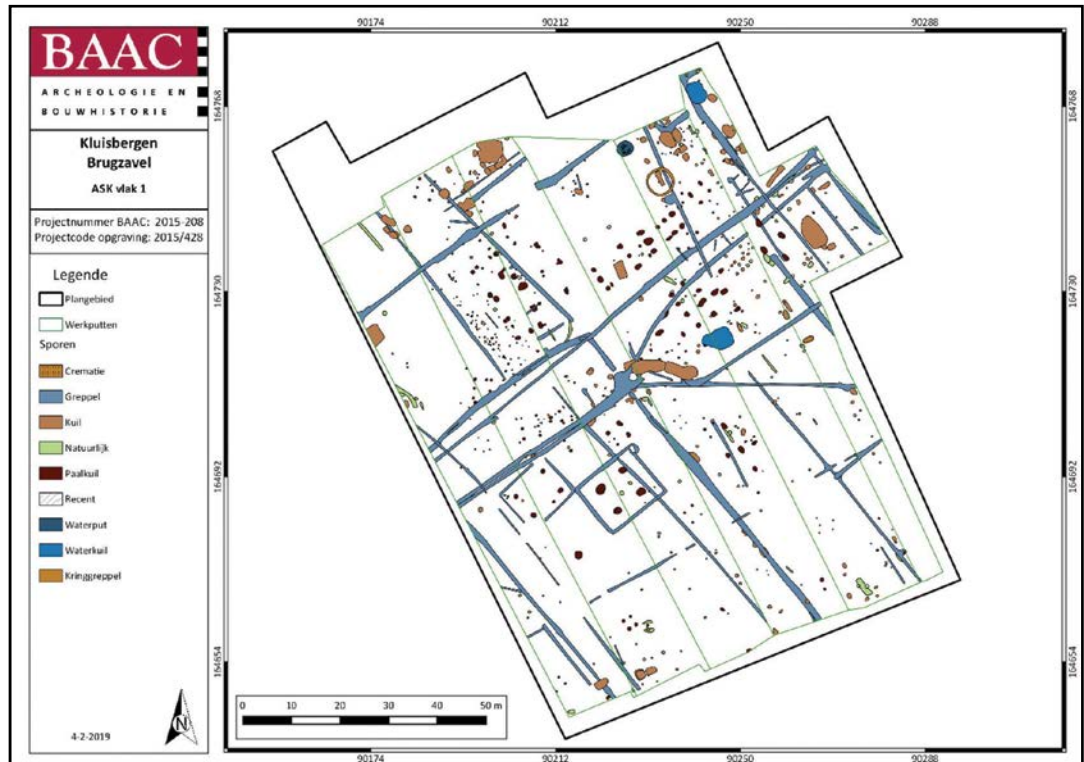 BAAC
ARCHEOLOGIE EN
BOUWHISTORIE
Kluisbergen
Brugzavel
ASK vlak 1
Projectnummer BAAC: 2015-208
Projectcode opgraving: 2015/428
Legende
Plangebied
Werkputten
Sporen
Crematie
Greppel
Kuil
Natuurlijk
Paalkuil
Recent
Waterput
Waterkuil
Kringgreppel
N
4-2-2019
90174 90212 90250 90288
164768 164768
164730 164730
164692 164692
164654 164654
0 10 20 30 40 50 m
90174 90212 90250 90288